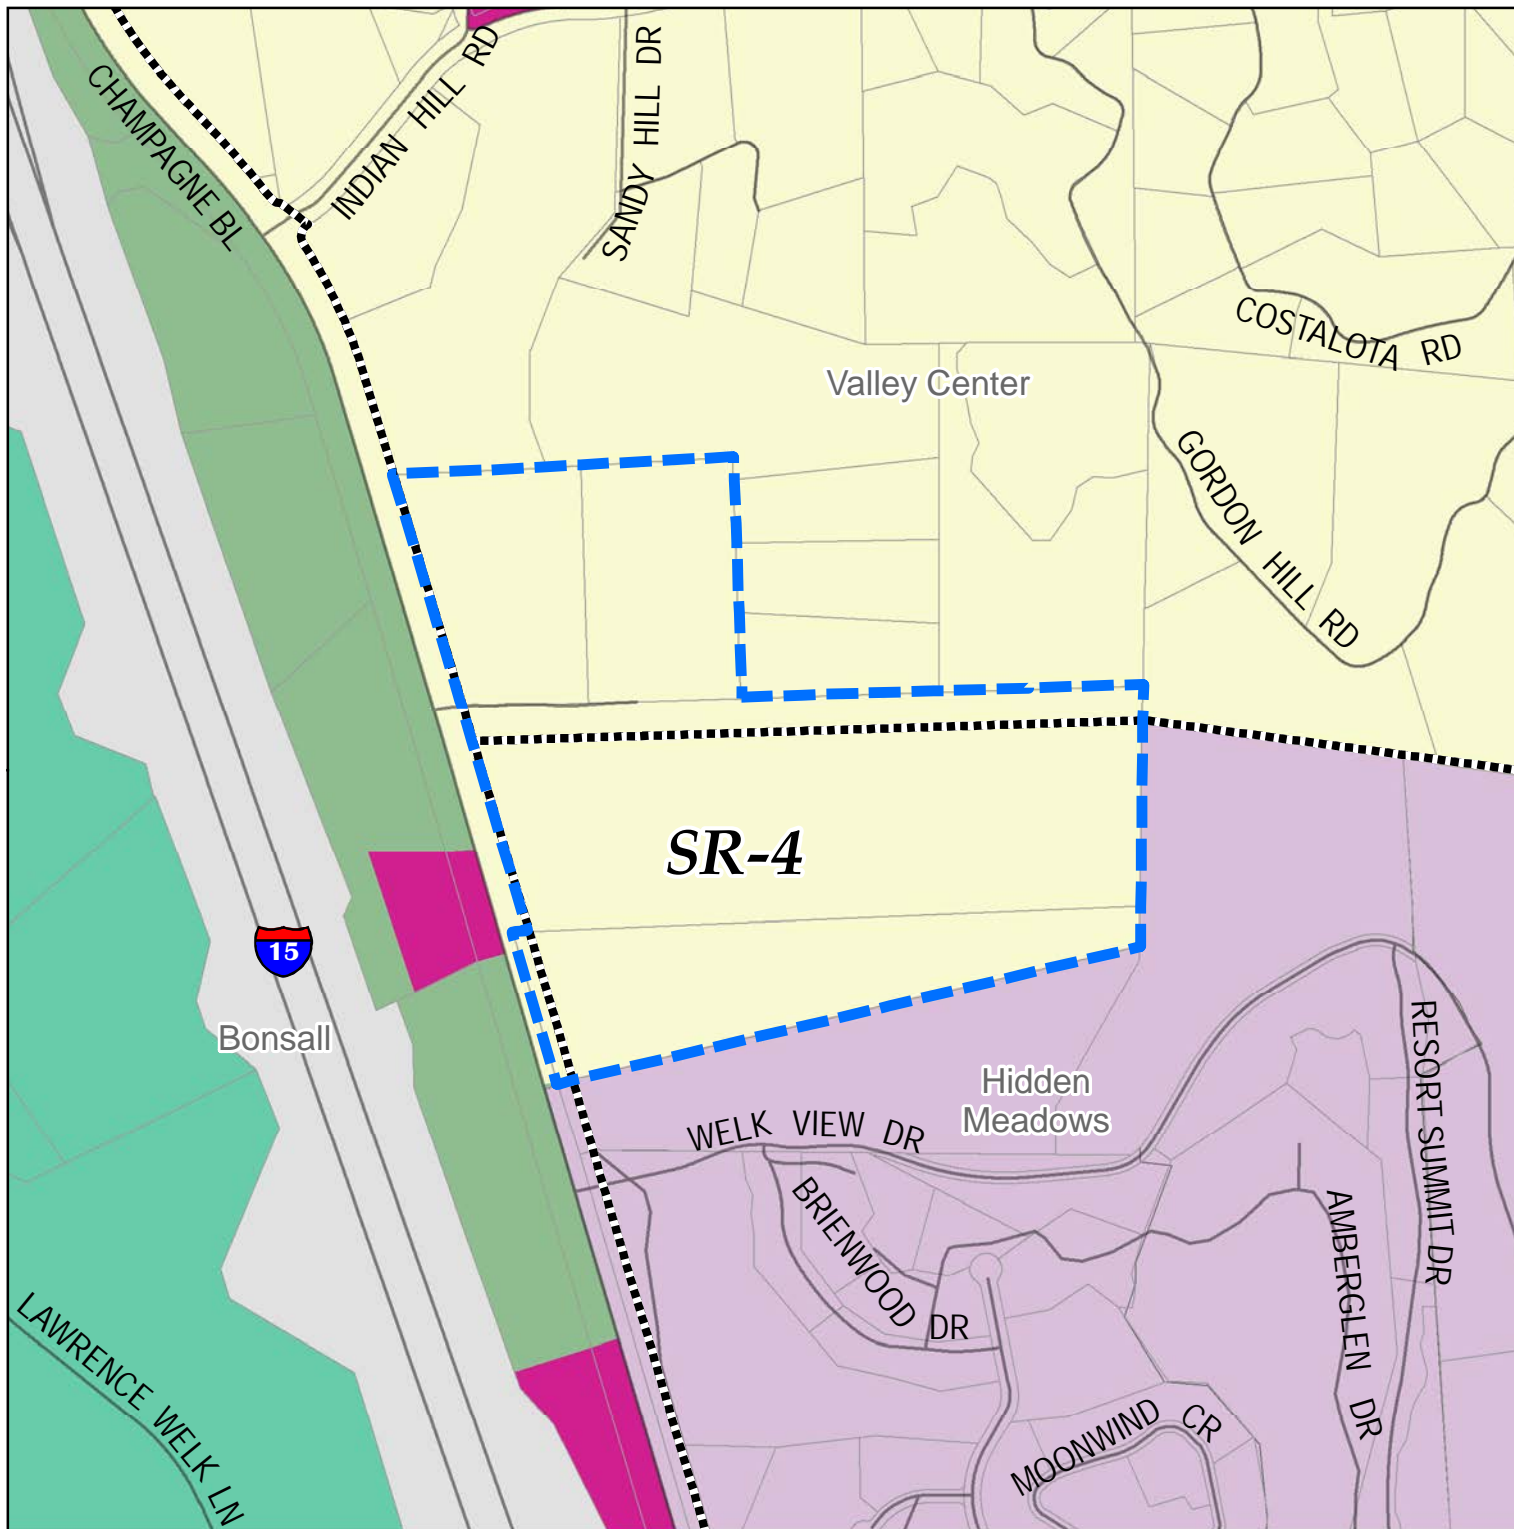 CHAMPAGNE BL
INDIAN HILL RD
SANDY HILL DR
COSTALOTA RD
Valley Center
GORDON HILL RD
SR-4
15
Bonsall
Hidden
Meadows
RESORT SUMMIT DR
WELK VIEW DR
BRIENWOOD DR
AMBERGLEN DR
LAWRENCE WELK LN
MOONWIND CR